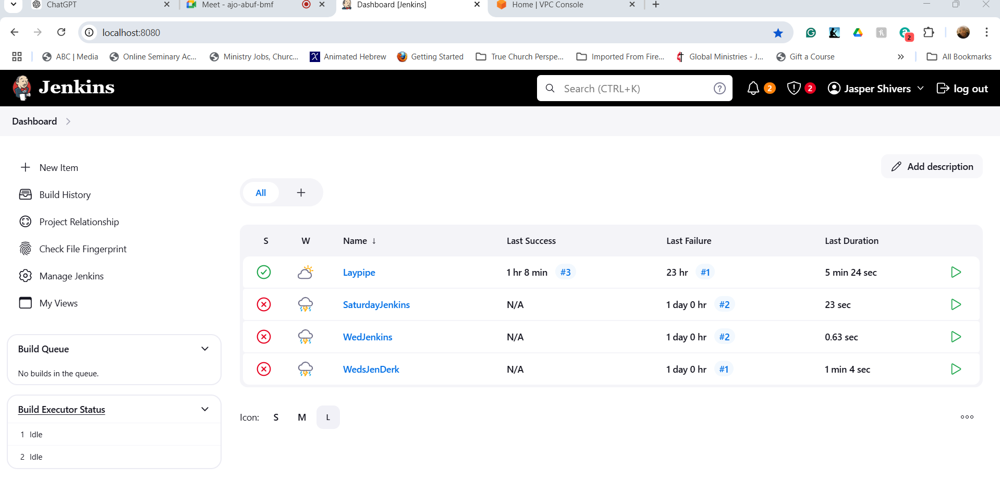 ChatGPT
Meet - ajo-abuf-bmf
Dashboard [Jenkins]
Home | VPC Console
localhost:8080
2
ABC | Media
Online Seminary Ac...
Ministry Jobs, Churc...
Animated Hebrew
Getting Started
True Church Perspe...
Imported From Fire...
Global Ministries - J...
Gift a Course
All Bookmarks
Jenkins
Search (CTRL+K)
2
2
Jasper Shivers
log out
Dashboard
New Item
Build History
Project Relationship
Check File Fingerprint
Manage Jenkins
My Views
Build Queue
No builds in the queue.
Build Executor Status
1 Idle
2 Idle
Add description
All
S W Name ↓ Last Success Last Failure Last Duration
Laypipe 1 hr 8 min #3 23 hr #1 5 min 24 sec
SaturdayJenkins N/A 1 day 0 hr #2 23 sec
WedJenkins N/A 1 day 0 hr #2 0.63 sec
WedsJenDerk N/A 1 day 0 hr #1 1 min 4 sec
Icon: S M L